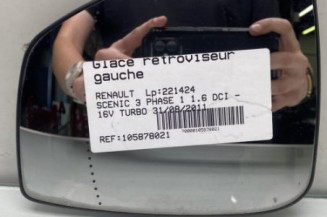 Glace retroviseur
gauche
RENAULT Lp:221424
SCENIC 3 PHASE 1 1.6 DCI -
16V TURBO 31/08/2011
REF:105878021